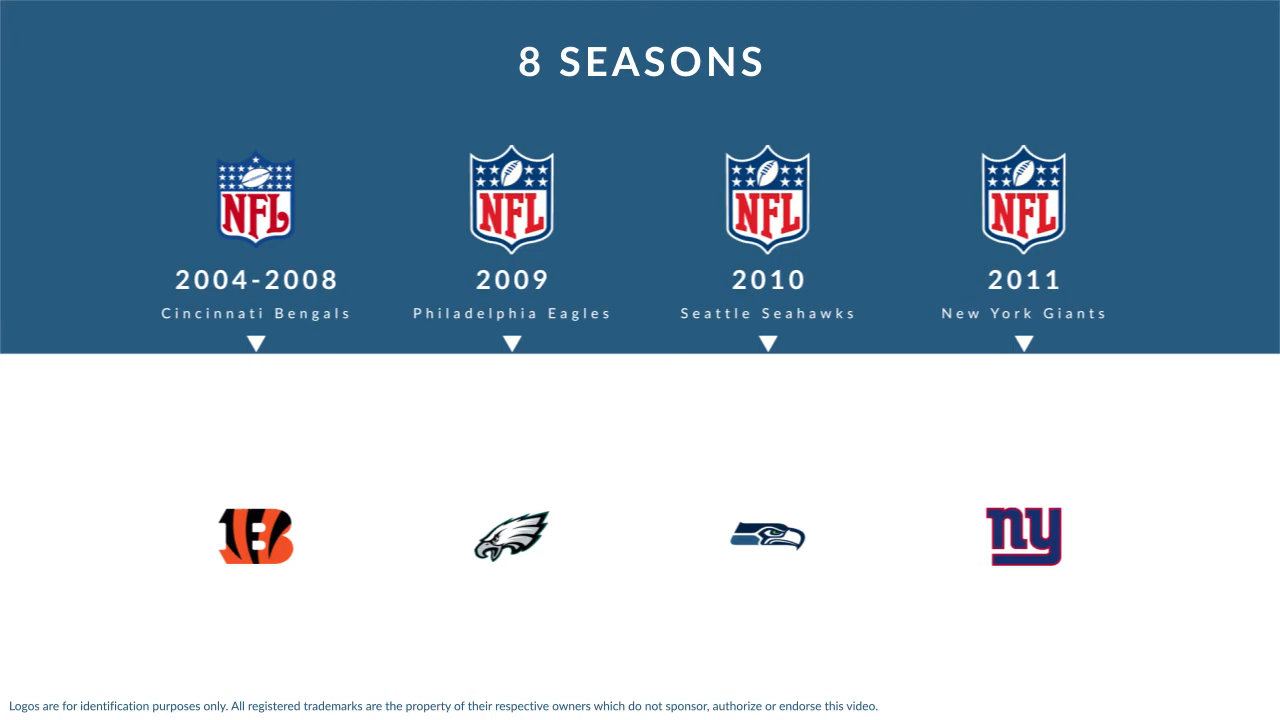 8 SEASONS
NFL NFL NFL NFL
2004-2008 2009 2010 2011
Cincinnati Bengals Philadelphia Eagles Seattle Seahawks New York Giants
B ny
Logos are for identification purposes only. All registered trademarks are the property of their respective owners which do not sponsor, authorize or endorse this video.